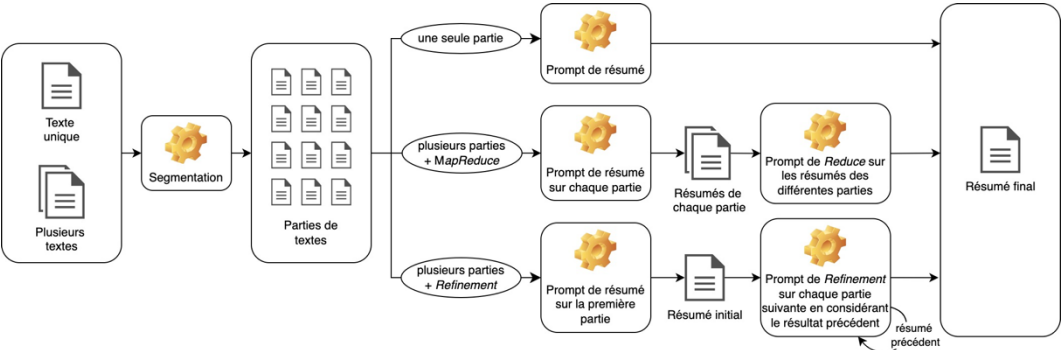 Texte
unique
Plusieurs
textes
Segmentation
Parties de
textes
une seule partie
Prompt de résumé
plusieurs parties
+ MapReduce
Prompt de résumé
sur chaque partie
Résumés de
chaque partie
Prompt de Reduce sur
les résumés des
différentes parties
plusieurs parties
+ Refinement
Prompt de résumé
sur la première
partie
Résumé initial
Prompt de Refinement
sur chaque partie
suivante en considérant
le résultat précédent
résumé
précédent
Résumé final